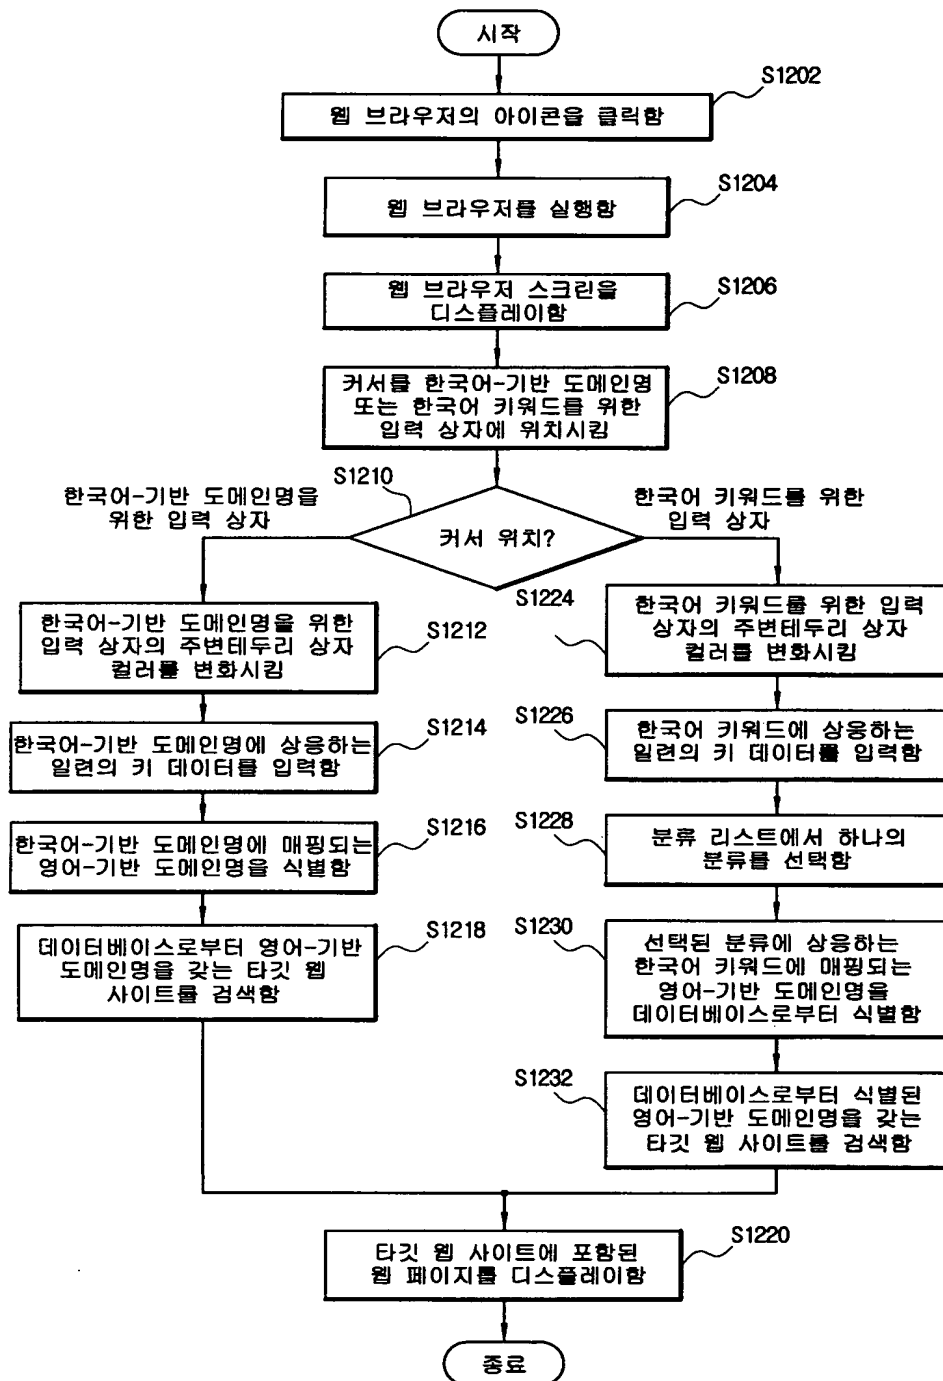 시작
S1202
웹 브라우저의 아이콘을 클릭함
S1204
웹 브라우저를 실행함
S1206
웹 브라우저 스크린을
디스플레이함
S1208
커서를 한국어-기반 도메인명
또는 한국어 키워드를 위한
입력 상자에 위치시킴
S1210
커서 위치?
한국어-기반 도메인명을
위한 입력 상자
한국어 키워드를 위한
입력 상자
S1212
한국어-기반 도메인명을 위한
입력 상자의 주변테두리 상자
컬러를 변화시킴
S1214
한국어-기반 도메인명에 상응하는
일련의 키 데이터를 입력함
S1216
한국어-기반 도메인명에 매핑되는
영어-기반 도메인명을 식별함
S1218
데이터베이스로부터 영어-기반
도메인명을 갖는 타깃 웹
사이트를 검색함
S1224
한국어 키워드를 위한 입력
상자의 주변테두리 상자
컬러를 변화시킴
S1226
한국어 키워드에 상응하는
일련의 키 데이터를 입력함
S1228
분류 리스트에서 하나의
분류를 선택함
S1230
선택된 분류에 상응하는
한국어 키워드에 매핑되는
영어-기반 도메인명을
데이터베이스로부터 식별함
S1232
데이터베이스로부터 식별된
영어-기반 도메인명을 갖는
타깃 웹 사이트를 검색함
S1220
타깃 웹 사이트에 포함된
웹 페이지를 디스플레이함
종료